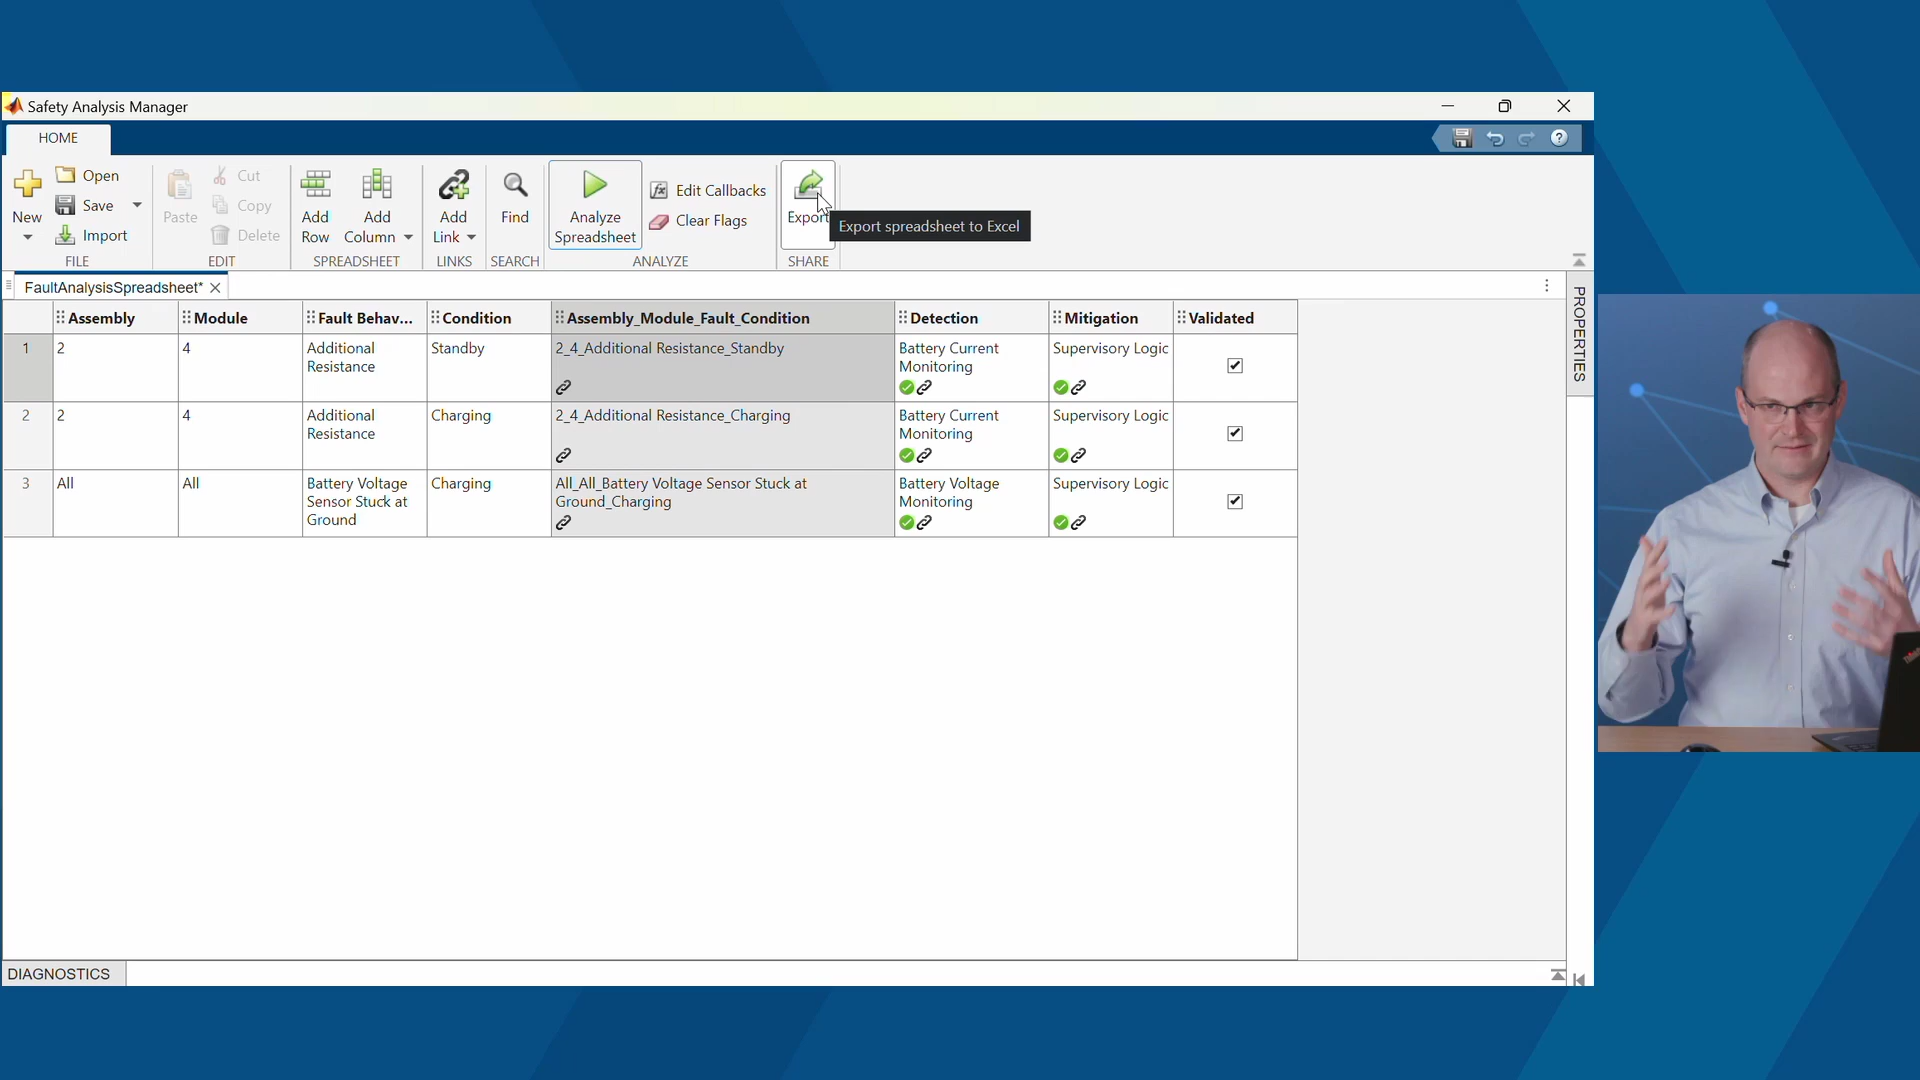 Safety Analysis Manager
HOME
New
Open
Save
Import
FILE
Paste
Cut
Copy
Delete
EDIT
Add
Row
Add
Column
SPREADSHEET
Add
Link
LINKS
Find
SEARCH
Analyze
Spreadsheet
Edit Callbacks
Clear Flags
ANALYZE
Export
SHARE
Export spreadsheet to Excel
FaultAnalysisSpreadsheet*
PROPERTIES
Assembly
Module
Fault Behav...
Condition
Assembly_Module_Fault_Condition
Detection
Mitigation
Validated
1
2
4
Additional
Resistance
Standby
2_4_Additional Resistance_Standby
Battery Current
Monitoring
Supervisory Logic
2
2
4
Additional
Resistance
Charging
2_4_Additional Resistance_Charging
Battery Current
Monitoring
Supervisory Logic
3
All
All
Battery Voltage
Sensor Stuck at
Ground
Charging
All_All_Battery Voltage Sensor Stuck at
Ground_Charging
Battery Voltage
Monitoring
Supervisory Logic
DIAGNOSTICS